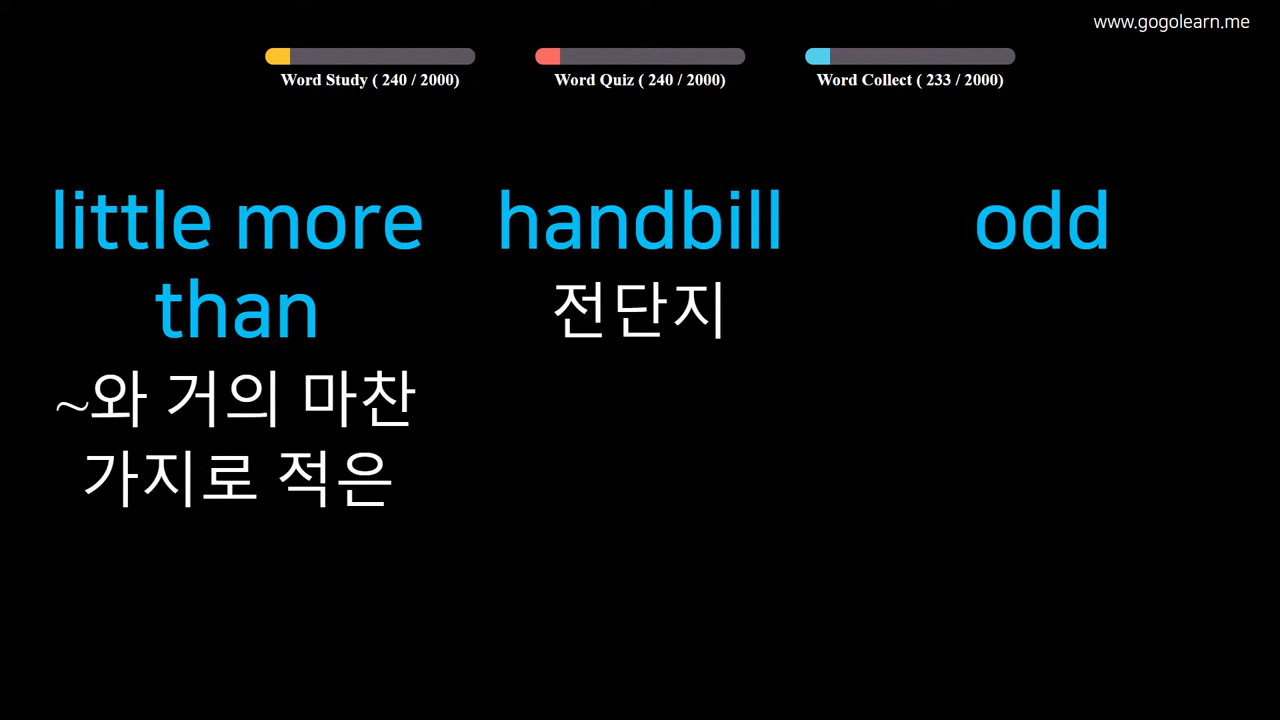 www.gogolearn.me
Word Study ( 240 / 2000)
Word Quiz ( 240 / 2000)
Word Collect ( 233 / 2000)
little more
than
~와 거의 마찬
가지로 적은
handbill
전단지
odd